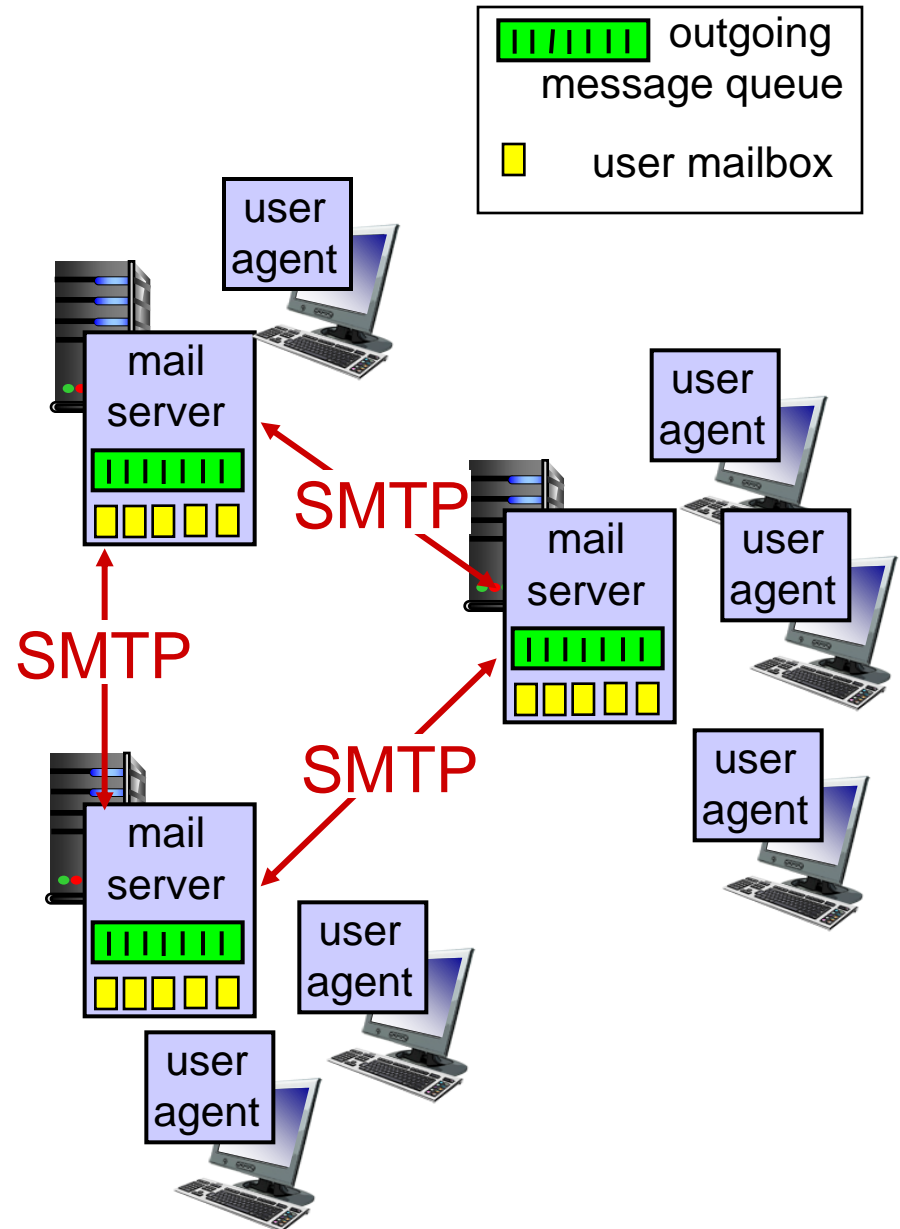 outgoing
message queue
user mailbox
user
agent
mail
server
SMTP
user
agent
mail
server
user
agent
SMTP
SMTP
user
agent
mail
server
user
agent
user
agent